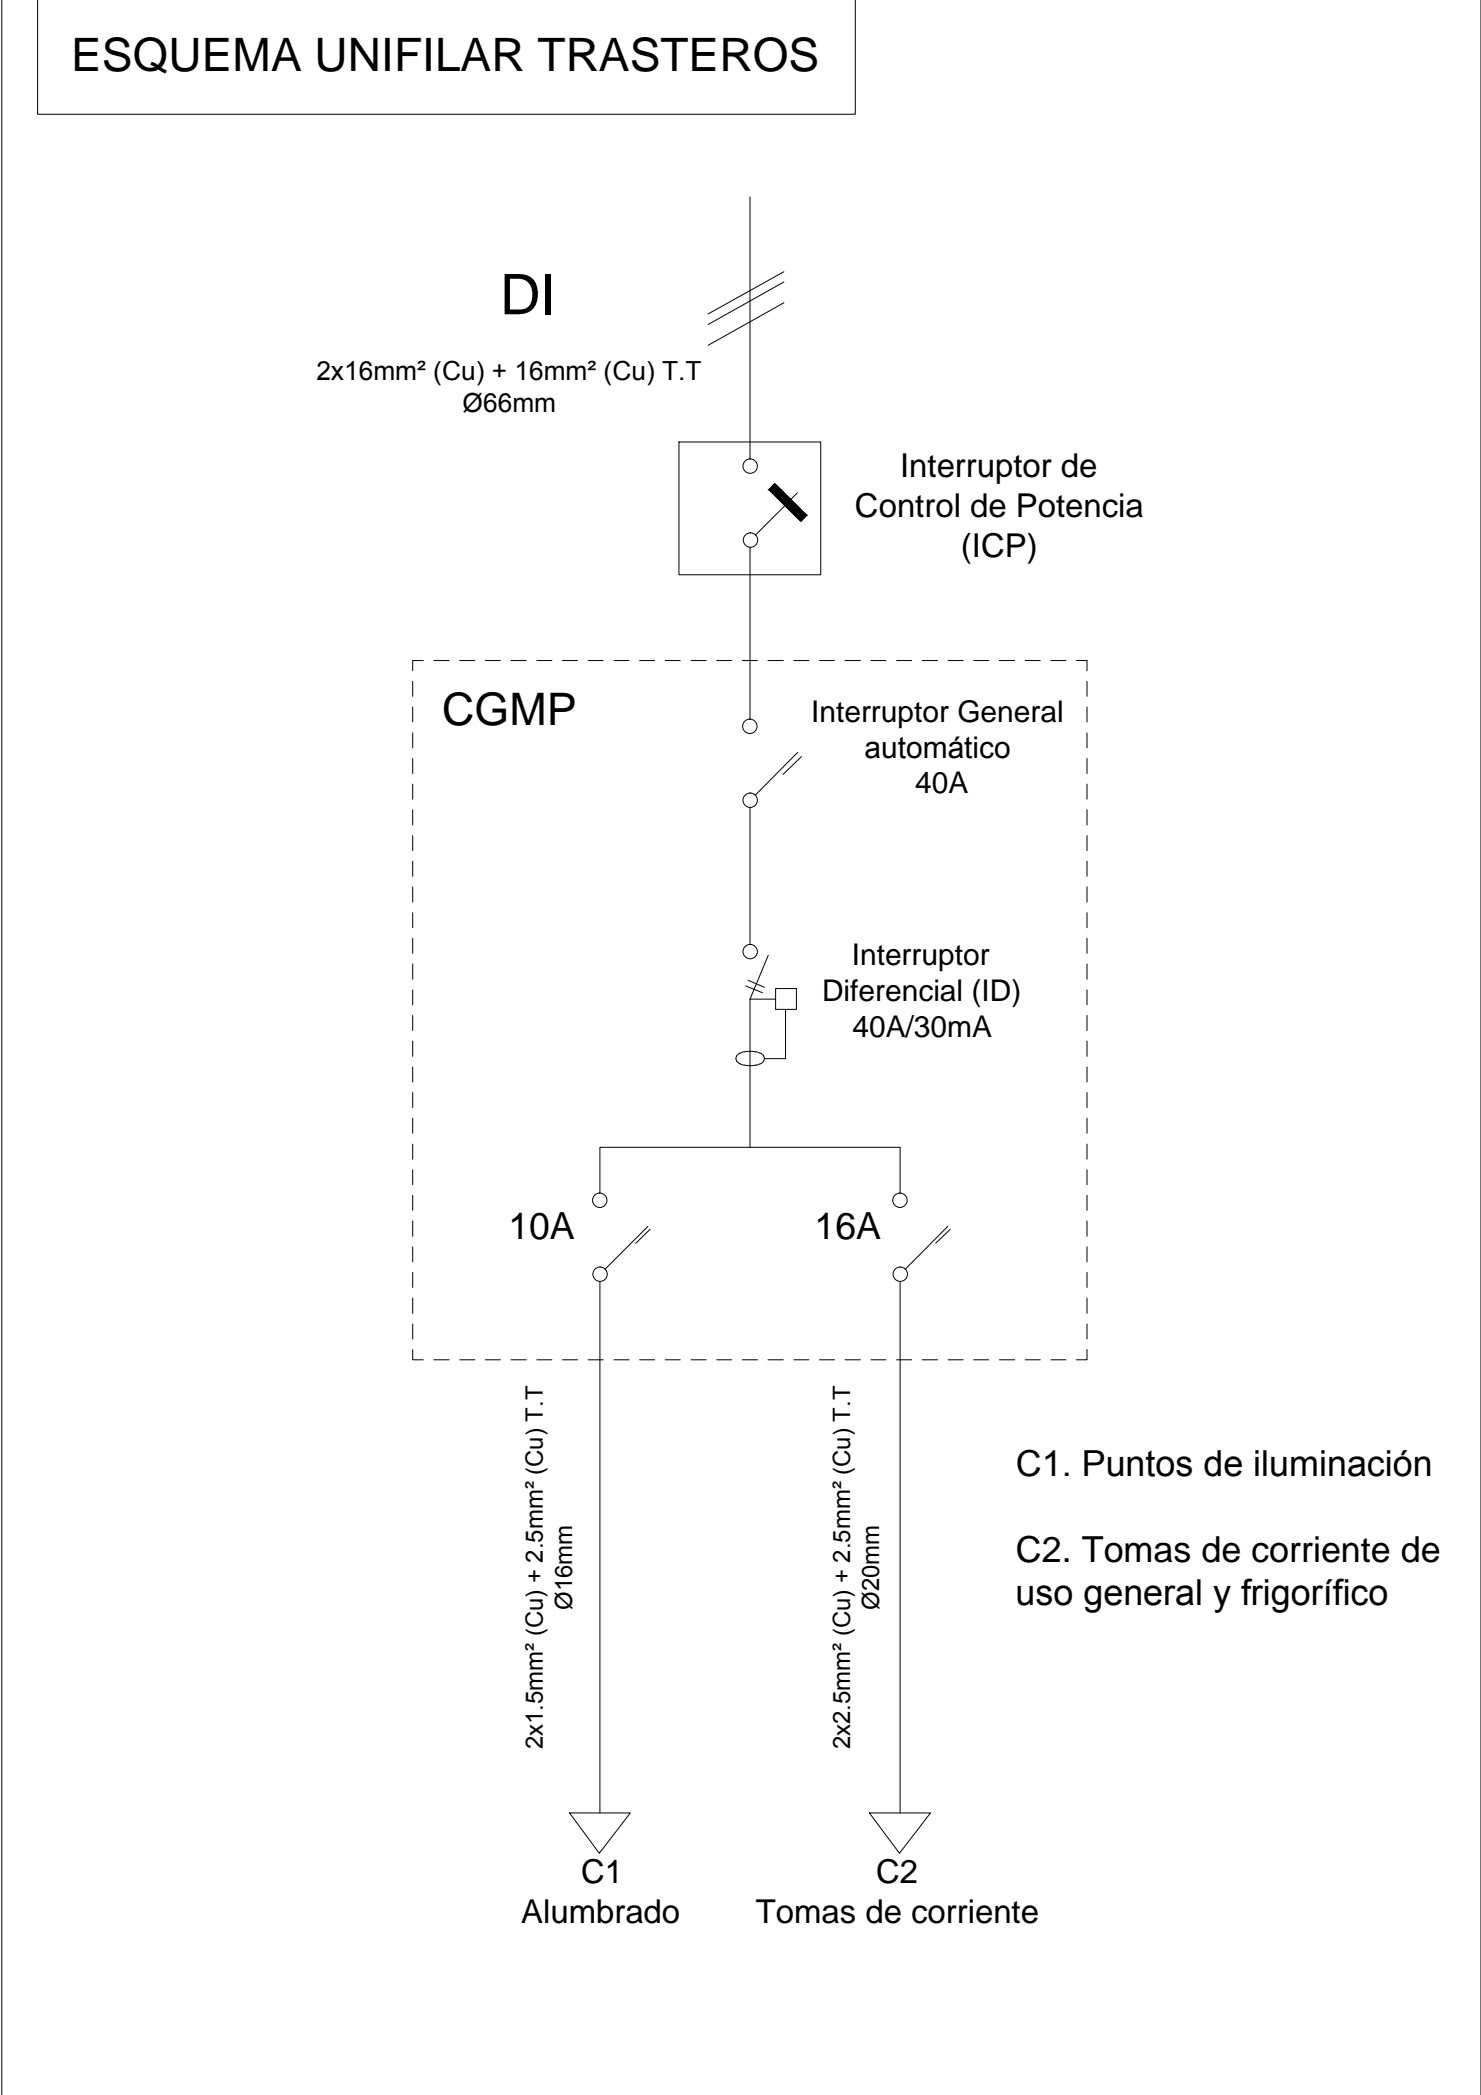 ESQUEMA UNIFILAR TRASTEROS
DI
2x16mm² (Cu) + 16mm² (Cu) T.T
Ø66mm
Interruptor de
Control de Potencia
(ICP)
CGMP
Interruptor General
automático
40A
Interruptor
Diferencial (ID)
40A/30mA
10A
16A
2x1.5mm² (Cu) + 2.5mm² (Cu) T.T
Ø16mm
2x2.5mm² (Cu) + 2.5mm² (Cu) T.T
Ø20mm
C1. Puntos de iluminación
C2. Tomas de corriente de
uso general y frigorífico
C1
Alumbrado
C2
Tomas de corriente